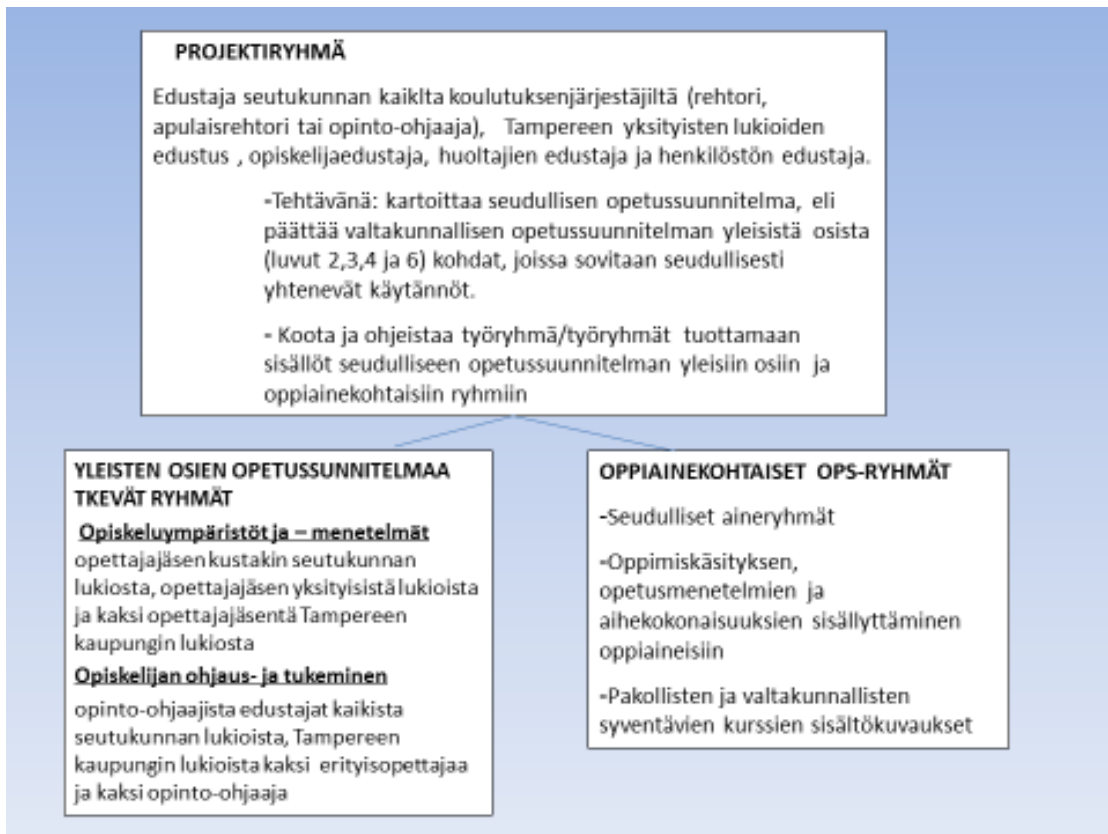 PROJEKTIRYHMÄ
Edustaja seutukunnan kaiklta koulutuksenjärjestäjiltä (rehtori,
apulaisrehtori tai opinto-ohjaaja), Tampereen yksityisten lukioiden
edustus , opiskelijaedustaja, huoltajien edustaja ja henkilöstön edustaja.
-Tehtävänä: kartoittaa seudullisen opetussuunnitelma, eli
päättää valtakunnallisen opetussuunnitelman yleisistä osista
(luvut 2,3,4 ja 6) kohdat, joissa sovitaan seudullisesti
yhtenevät käytännöt.
- Koota ja ohjeistaa työryhmä/työryhmät tuottamaan
sisällöt seudulliseen opetussuunnitelman yleisiin osiin ja
oppiainekohtaisiin ryhmiin
YLEISTEN OSIEN OPETUSSUNNITELMAA
TKEVÄT RYHMÄT
Opiskeluympäristöt ja – menetelmät
opettajajäsen kustakin seutukunnan
lukiosta, opettajajäsen yksityisistä lukioista
ja kaksi opettajajäsentä Tampereen
kaupungin lukiosta
Opiskelijan ohjaus- ja tukeminen
opinto-ohjaajista edustajat kaikista
seutukunnan lukioista, Tampereen
kaupungin lukioista kaksi erityisopettajaa
ja kaksi opinto-ohjaaja
OPPIAINEKOHTAISET OPS-RYHMÄT
-Seudulliset aineryhmät
-Oppimiskäsityksen,
opetusmenetelmien ja
aihekokonaisuuksien sisällyttäminen
oppiaineisiin
-Pakollisten ja valtakunnallisten
syventävien kurssien sisältökuvaukset